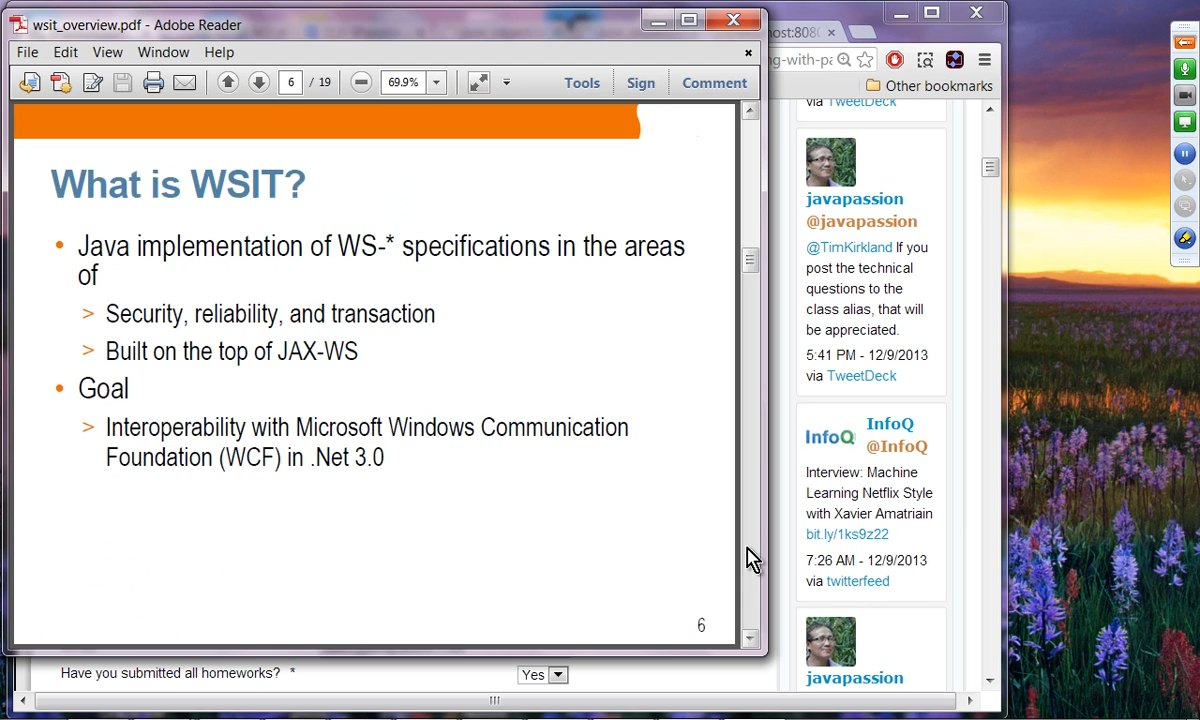 wsit_overview.pdf - Adobe Reader
File Edit View Window Help
6 / 19
69.9%
Tools Sign Comment
What is WSIT?
• Java implementation of WS-* specifications in the areas
of
> Security, reliability, and transaction
> Built on the top of JAX-WS
• Goal
> Interoperability with Microsoft Windows Communication
Foundation (WCF) in .Net 3.0
6
Have you submitted all homeworks? *
Yes
Other bookmarks
via TweetDeck
javapassion
@javapassion
@TimKirkland If you
post the technical
questions to the
class alias, that will
be appreciated.
5:41 PM - 12/9/2013
via TweetDeck
InfoQ
InfoQ
@InfoQ
Interview: Machine
Learning Netflix Style
with Xavier Amatriain
bit.ly/1ks9z22
7:26 AM - 12/9/2013
via twitterfeed
javapassion